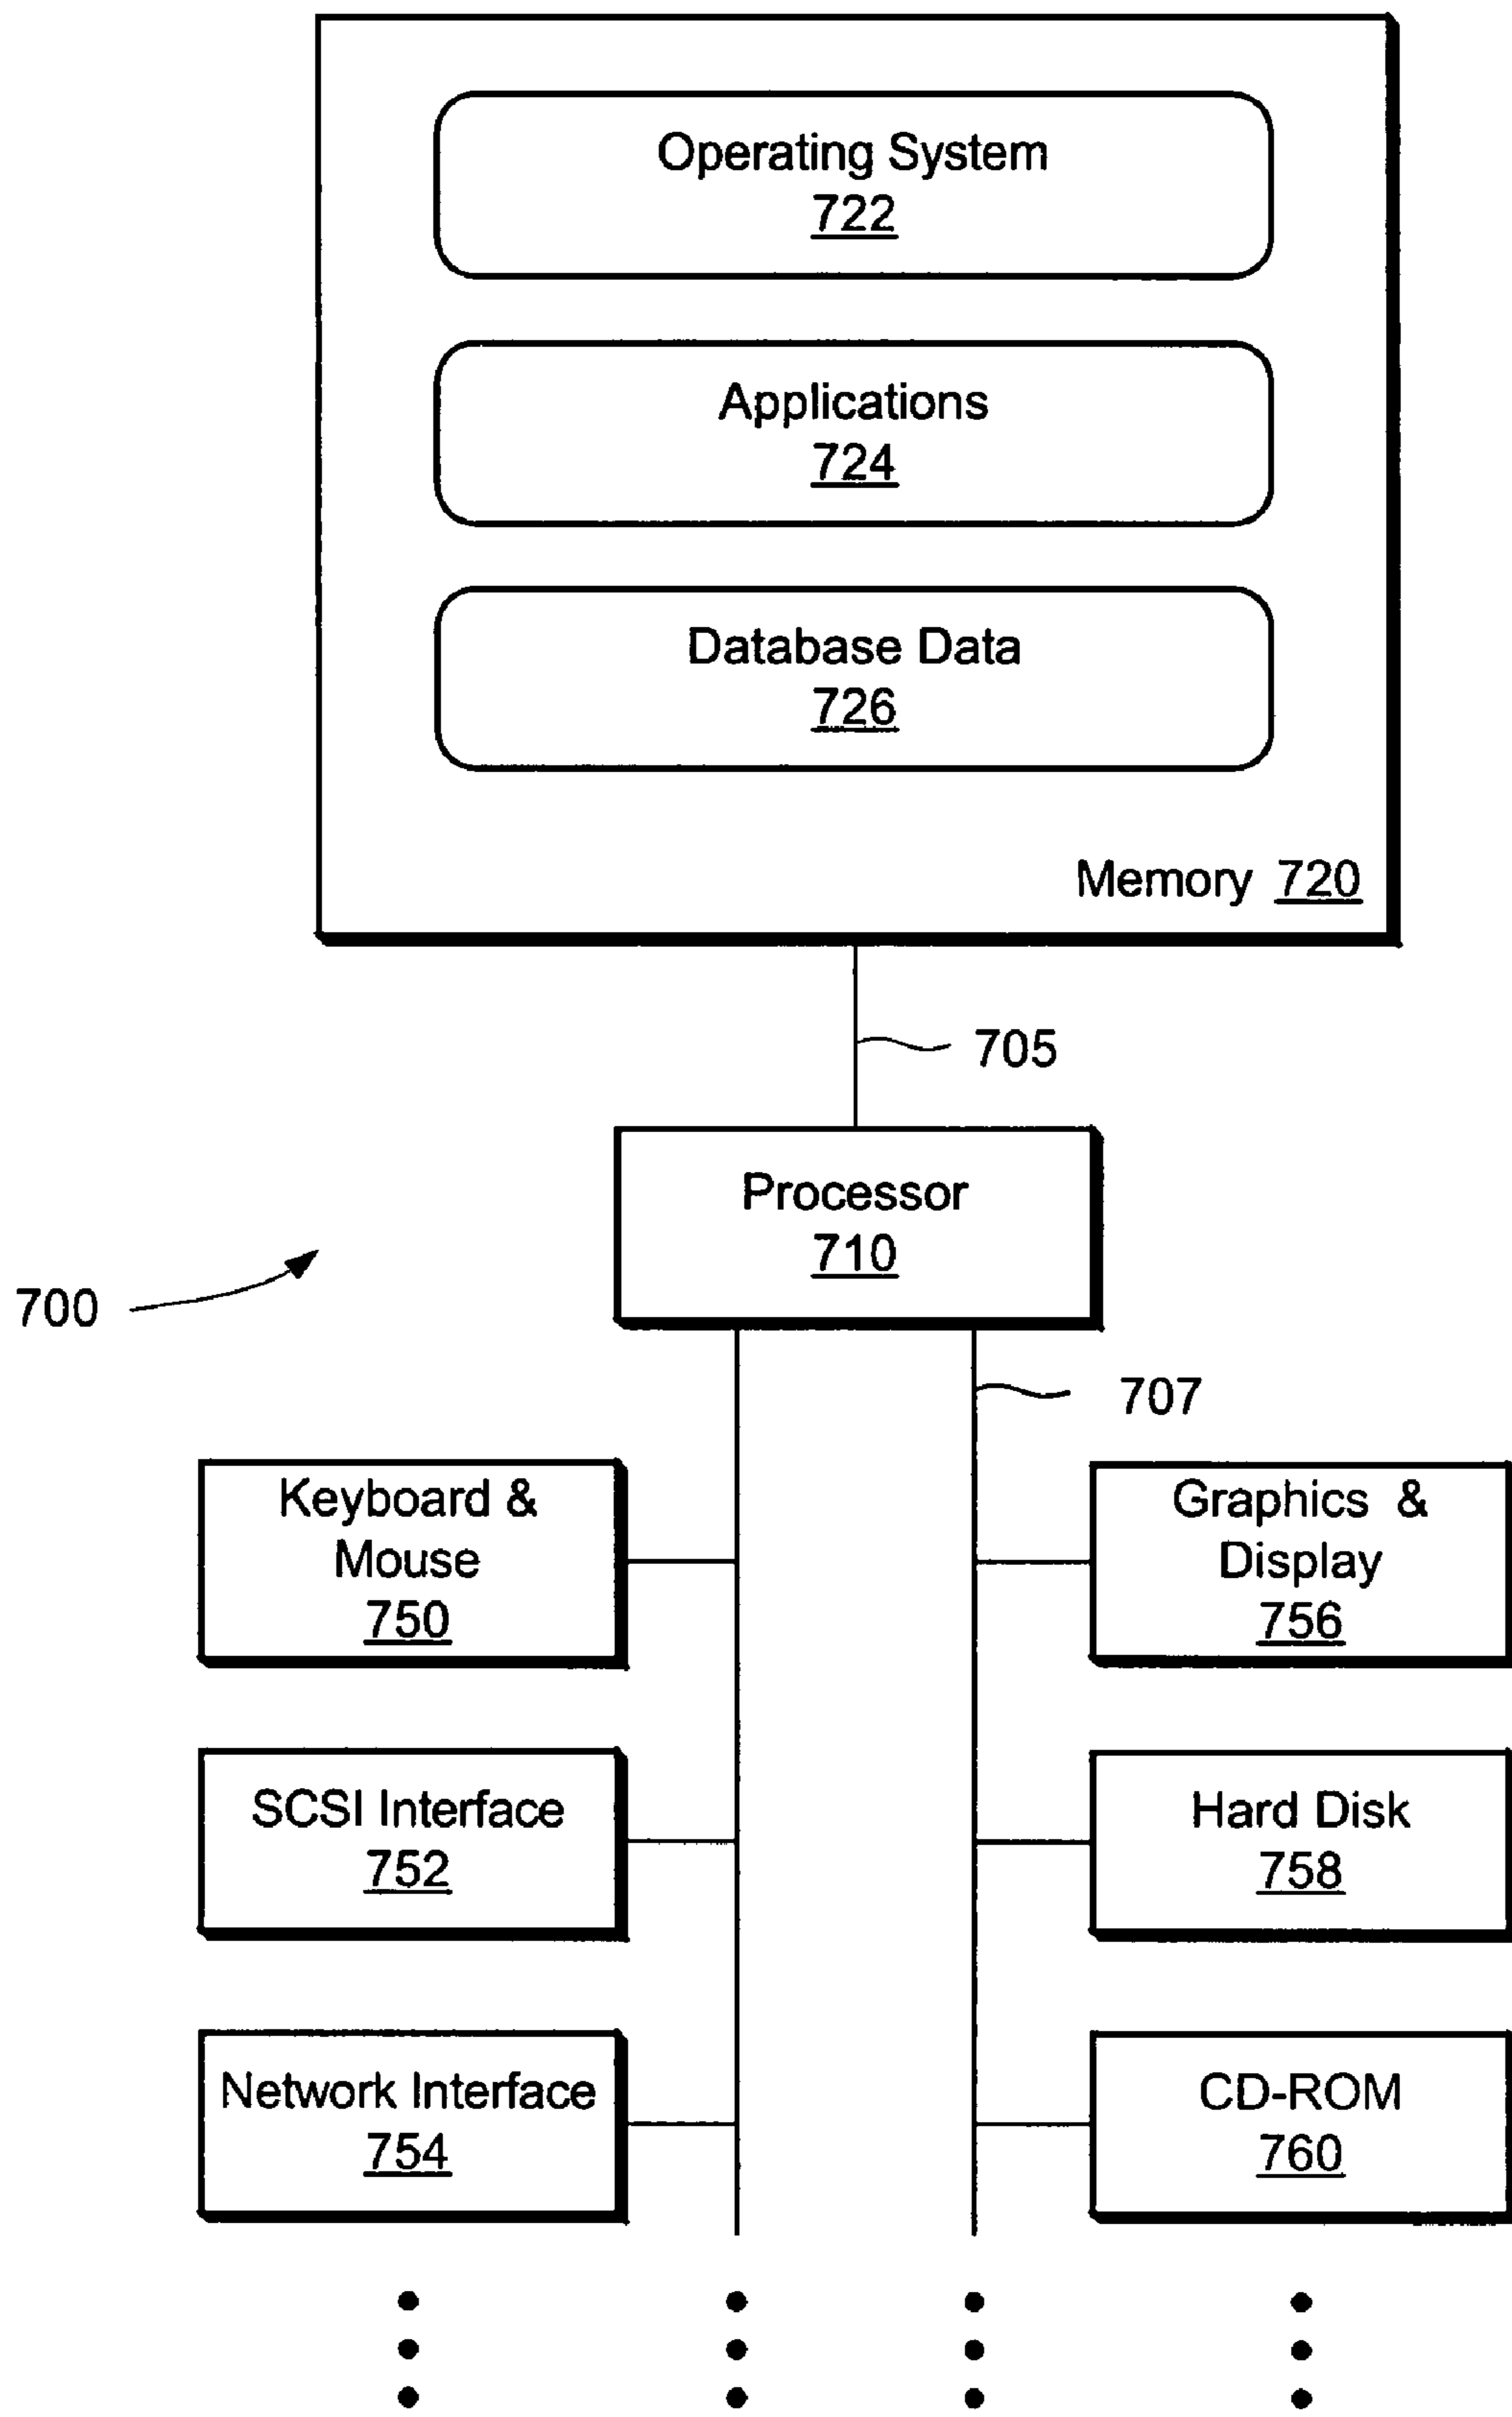 Operating System
722
Applications
724
Database Data
726
Memory 720
705
Processor
710
700
707
Keyboard &
Mouse
750
Graphics &
Display
756
SCSI Interface
752
Hard Disk
758
Network Interface
754
CD-ROM
760